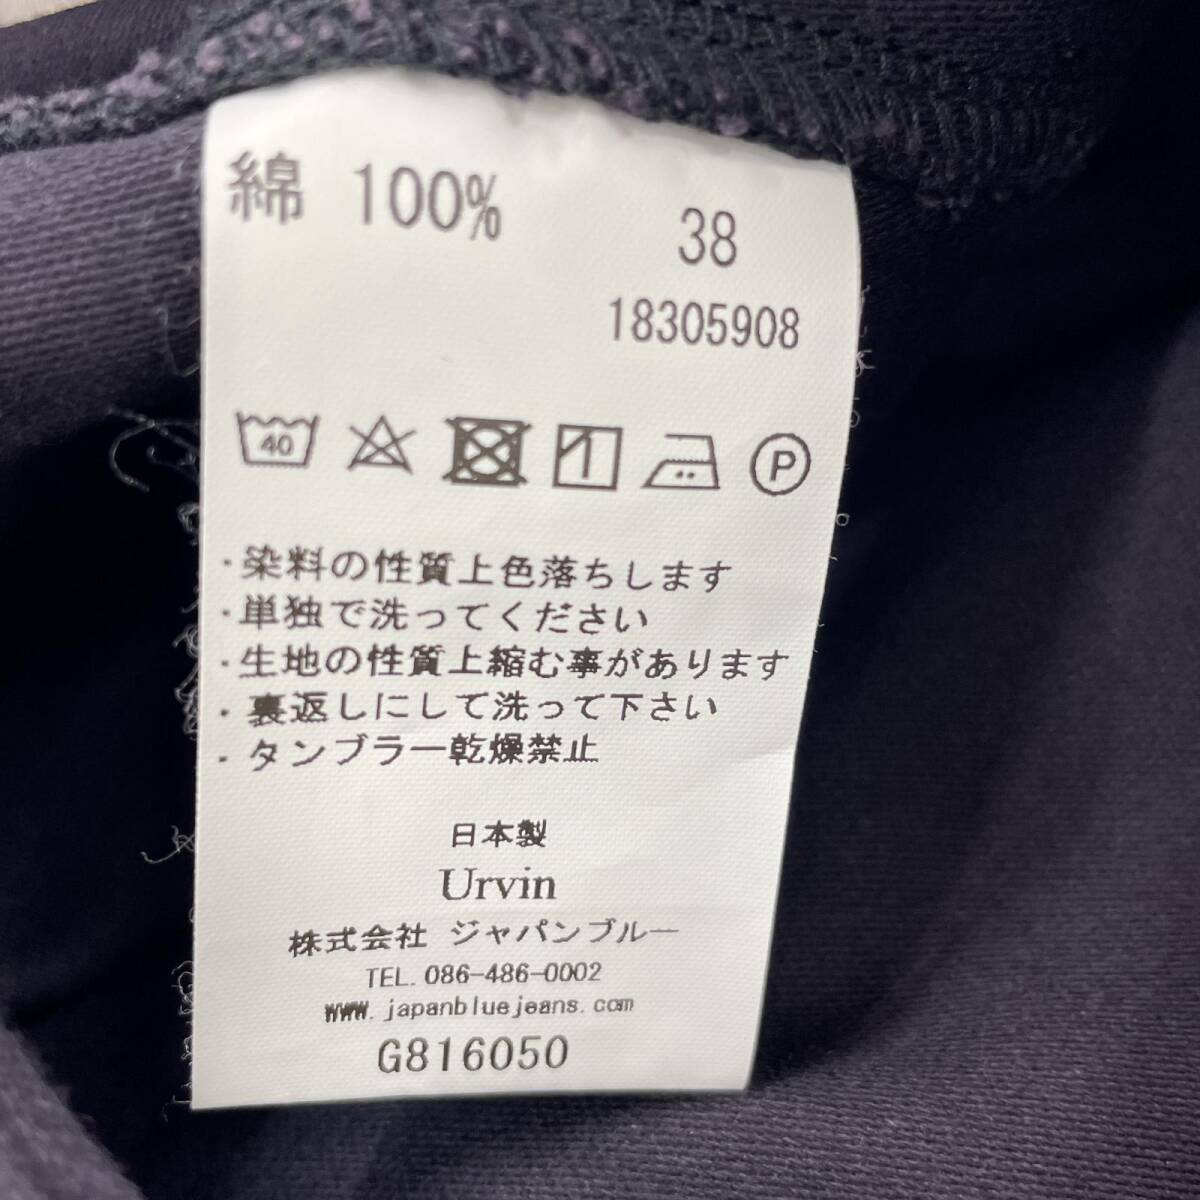 綿 100%
38
18305908
40 P
・染料の性質上色落ちします
・単独で洗ってください
・生地の性質上縮む事があります
・裏返しにして洗って下さい
・タンブラー乾燥禁止
日本製
Urvin
株式会社 ジャパンブルー
TEL. 086-486-0002
www.japanbluejeans.com
G816050